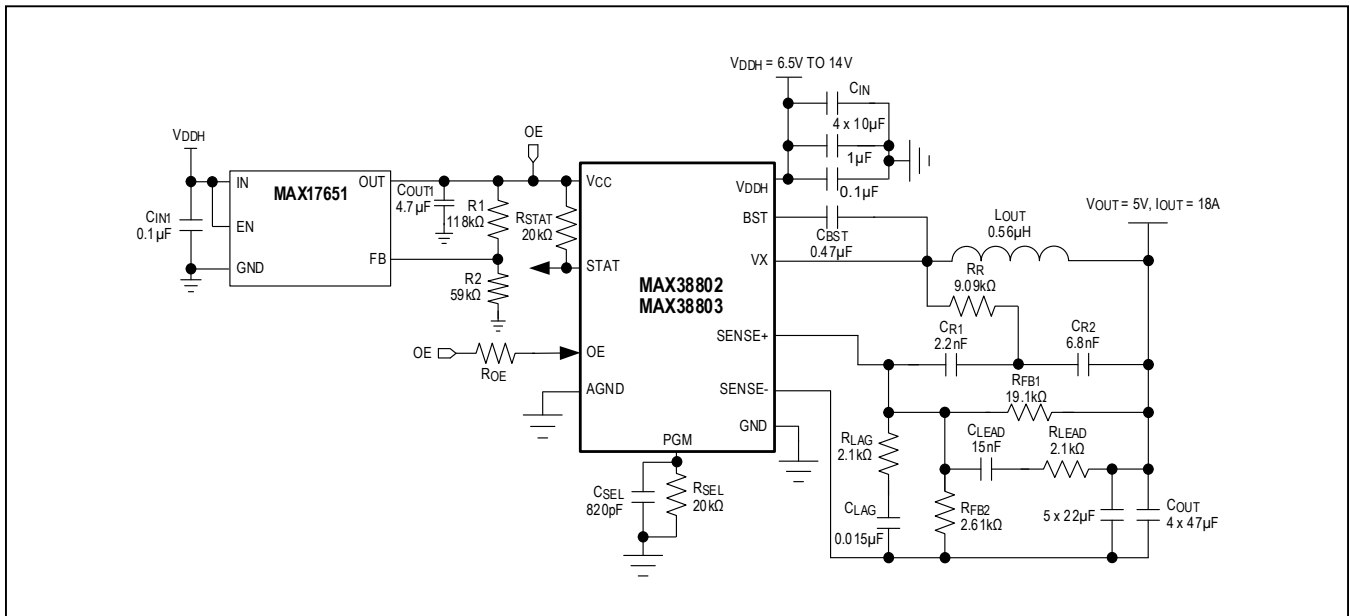 VDDH = 6.5V TO 14V
CIN
4 x 10µF
1µF
0.1µF
VDDH
IN
EN
GND
MAX17651
OUT
FB
CIN1
0.1µF
COUT1
4.7µF
R1
118kΩ
R2
59kΩ
OE
RSTAT
20kΩ
VCC
STAT
OE
AGND
PGM
MAX38802
MAX38803
VDDH
BST
VX
SENSE+
SENSE-
GND
OE
ROE
CSEL
820pF
RSEL
20kΩ
CBST
0.47µF
LOUT
0.56µH
VOUT = 5V, IOUT = 18A
RR
9.09kΩ
CR1
2.2nF
CR2
6.8nF
RFB1
19.1kΩ
CLEAD
15nF
RLEAD
2.1kΩ
RLAG
2.1kΩ
CLAG
0.015µF
RFB2
2.61kΩ
5 x 22µF
COUT
4 x 47µF